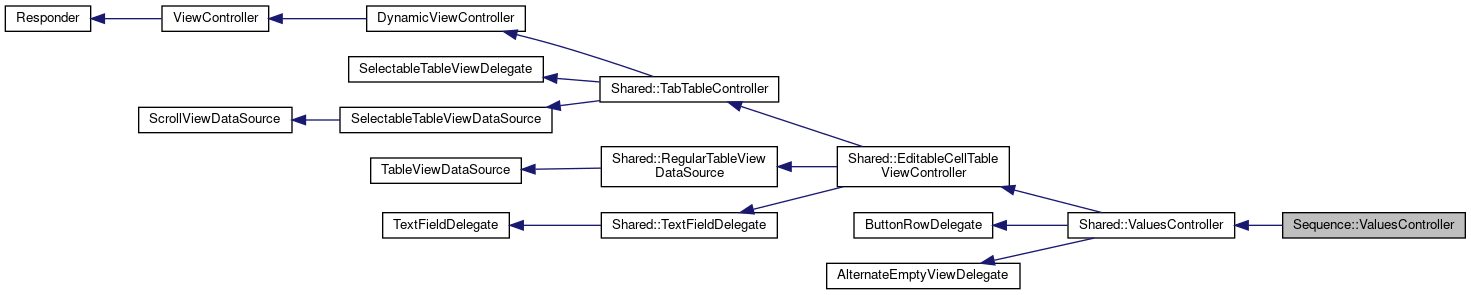 Responder
ViewController
DynamicViewController
SelectableTableViewDelegate
Shared::TabTableController
ScrollViewDataSource
SelectableTableViewDataSource
TableViewDataSource
Shared::RegularTableView
DataSource
Shared::EditableCellTable
ViewController
TextFieldDelegate
Shared::TextFieldDelegate
ButtonRowDelegate
Shared::ValuesController
Sequence::ValuesController
AlternateEmptyViewDelegate